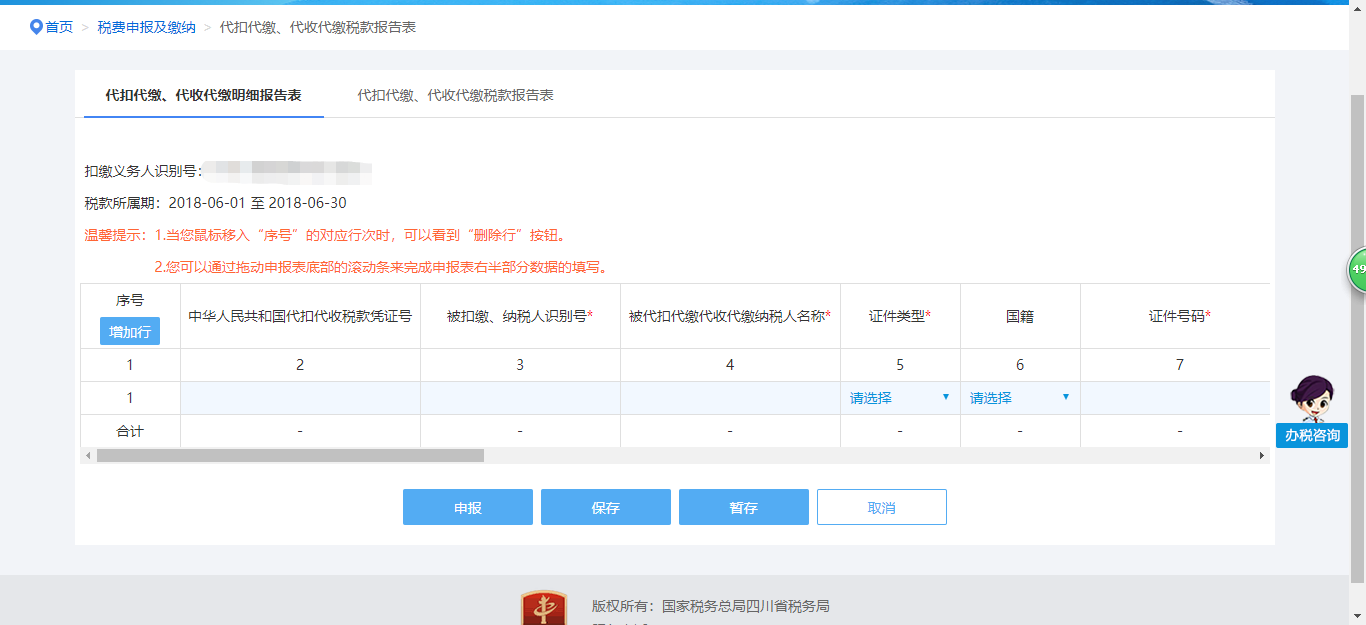 首页 > 税费申报及缴纳 > 代扣代缴、代收代缴税款报告表
代扣代缴、代收代缴明细报告表 代扣代缴、代收代缴税款报告表
扣缴义务人识别号：
税款所属期：2018-06-01 至 2018-06-30
温馨提示：1.当您鼠标移入“序号”的对应行次时，可以看到“删除行”按钮。
2.您可以通过拖动申报表底部的滚动条来完成申报表右半部分数据的填写。
序号 中华人民共和国代扣代收税款凭证号 被扣缴、纳税人识别号* 被代扣代缴代收代缴纳税人名称* 证件类型* 国籍 证件号码*
增加行
1 2 3 4 5 6 7
1 请选择 请选择
合计 - - - - - -
申报 保存 暂存 取消
49
办税咨询
版权所有：国家税务总局四川省税务局